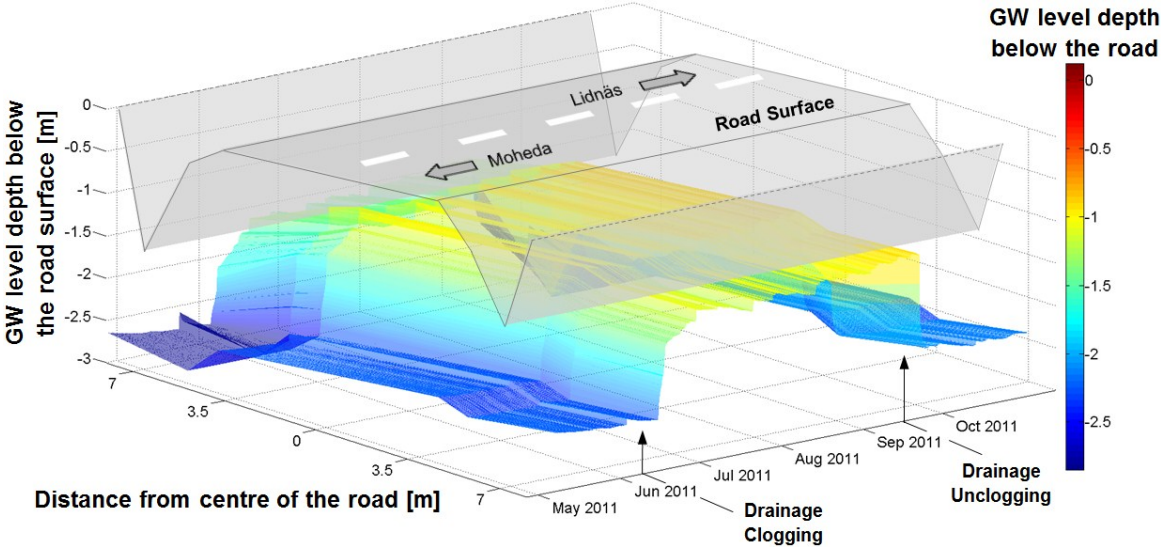 GW level depth
below the road
0
-0.5
-1
-1.5
-2
-2.5
Lidnäs
Road Surface
Moheda
GW level depth below
the road surface [m]
0
-0.5
-1
-1.5
-2
-2.5
-3
7
3.5
0
3.5
7
Distance from centre of the road [m]
May 2011
Jun 2011
Jul 2011
Aug 2011
Sep 2011
Oct 2011
Drainage
Clogging
Drainage
Unclogging